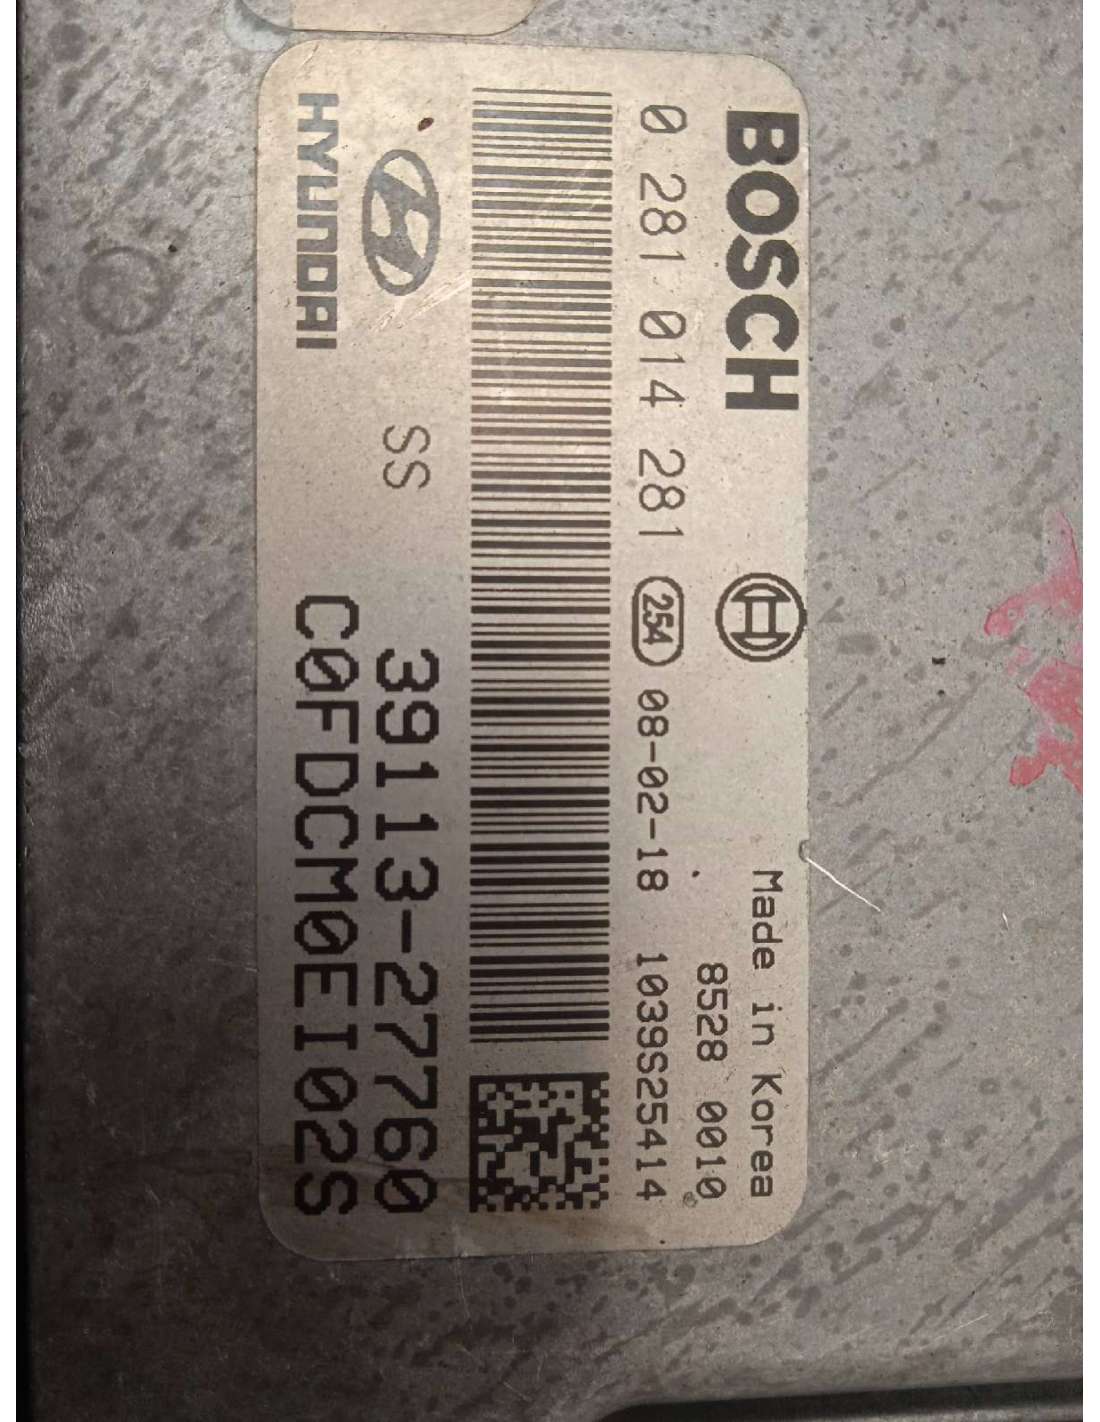 BOSCH
Made in Korea
8528 0010
0 281 014 281 254 08-02-18 1039S25414
SS
39113-27760
HYUNDAI
C0FDCM0EI02S